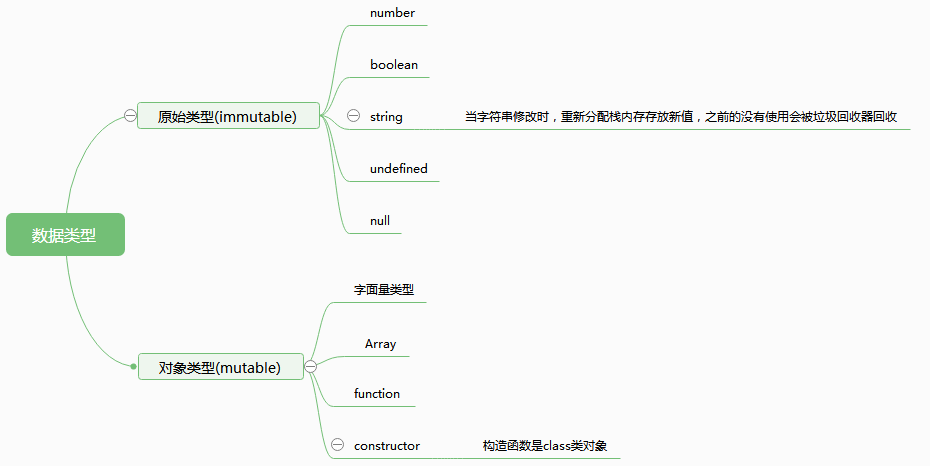 数据类型
原始类型(immutable)
number
boolean
string
当字符串修改时，重新分配栈内存存放新值，之前的没有使用会被垃圾回收器回收
undefined
null
对象类型(mutable)
字面量类型
Array
function
constructor
构造函数是class类对象